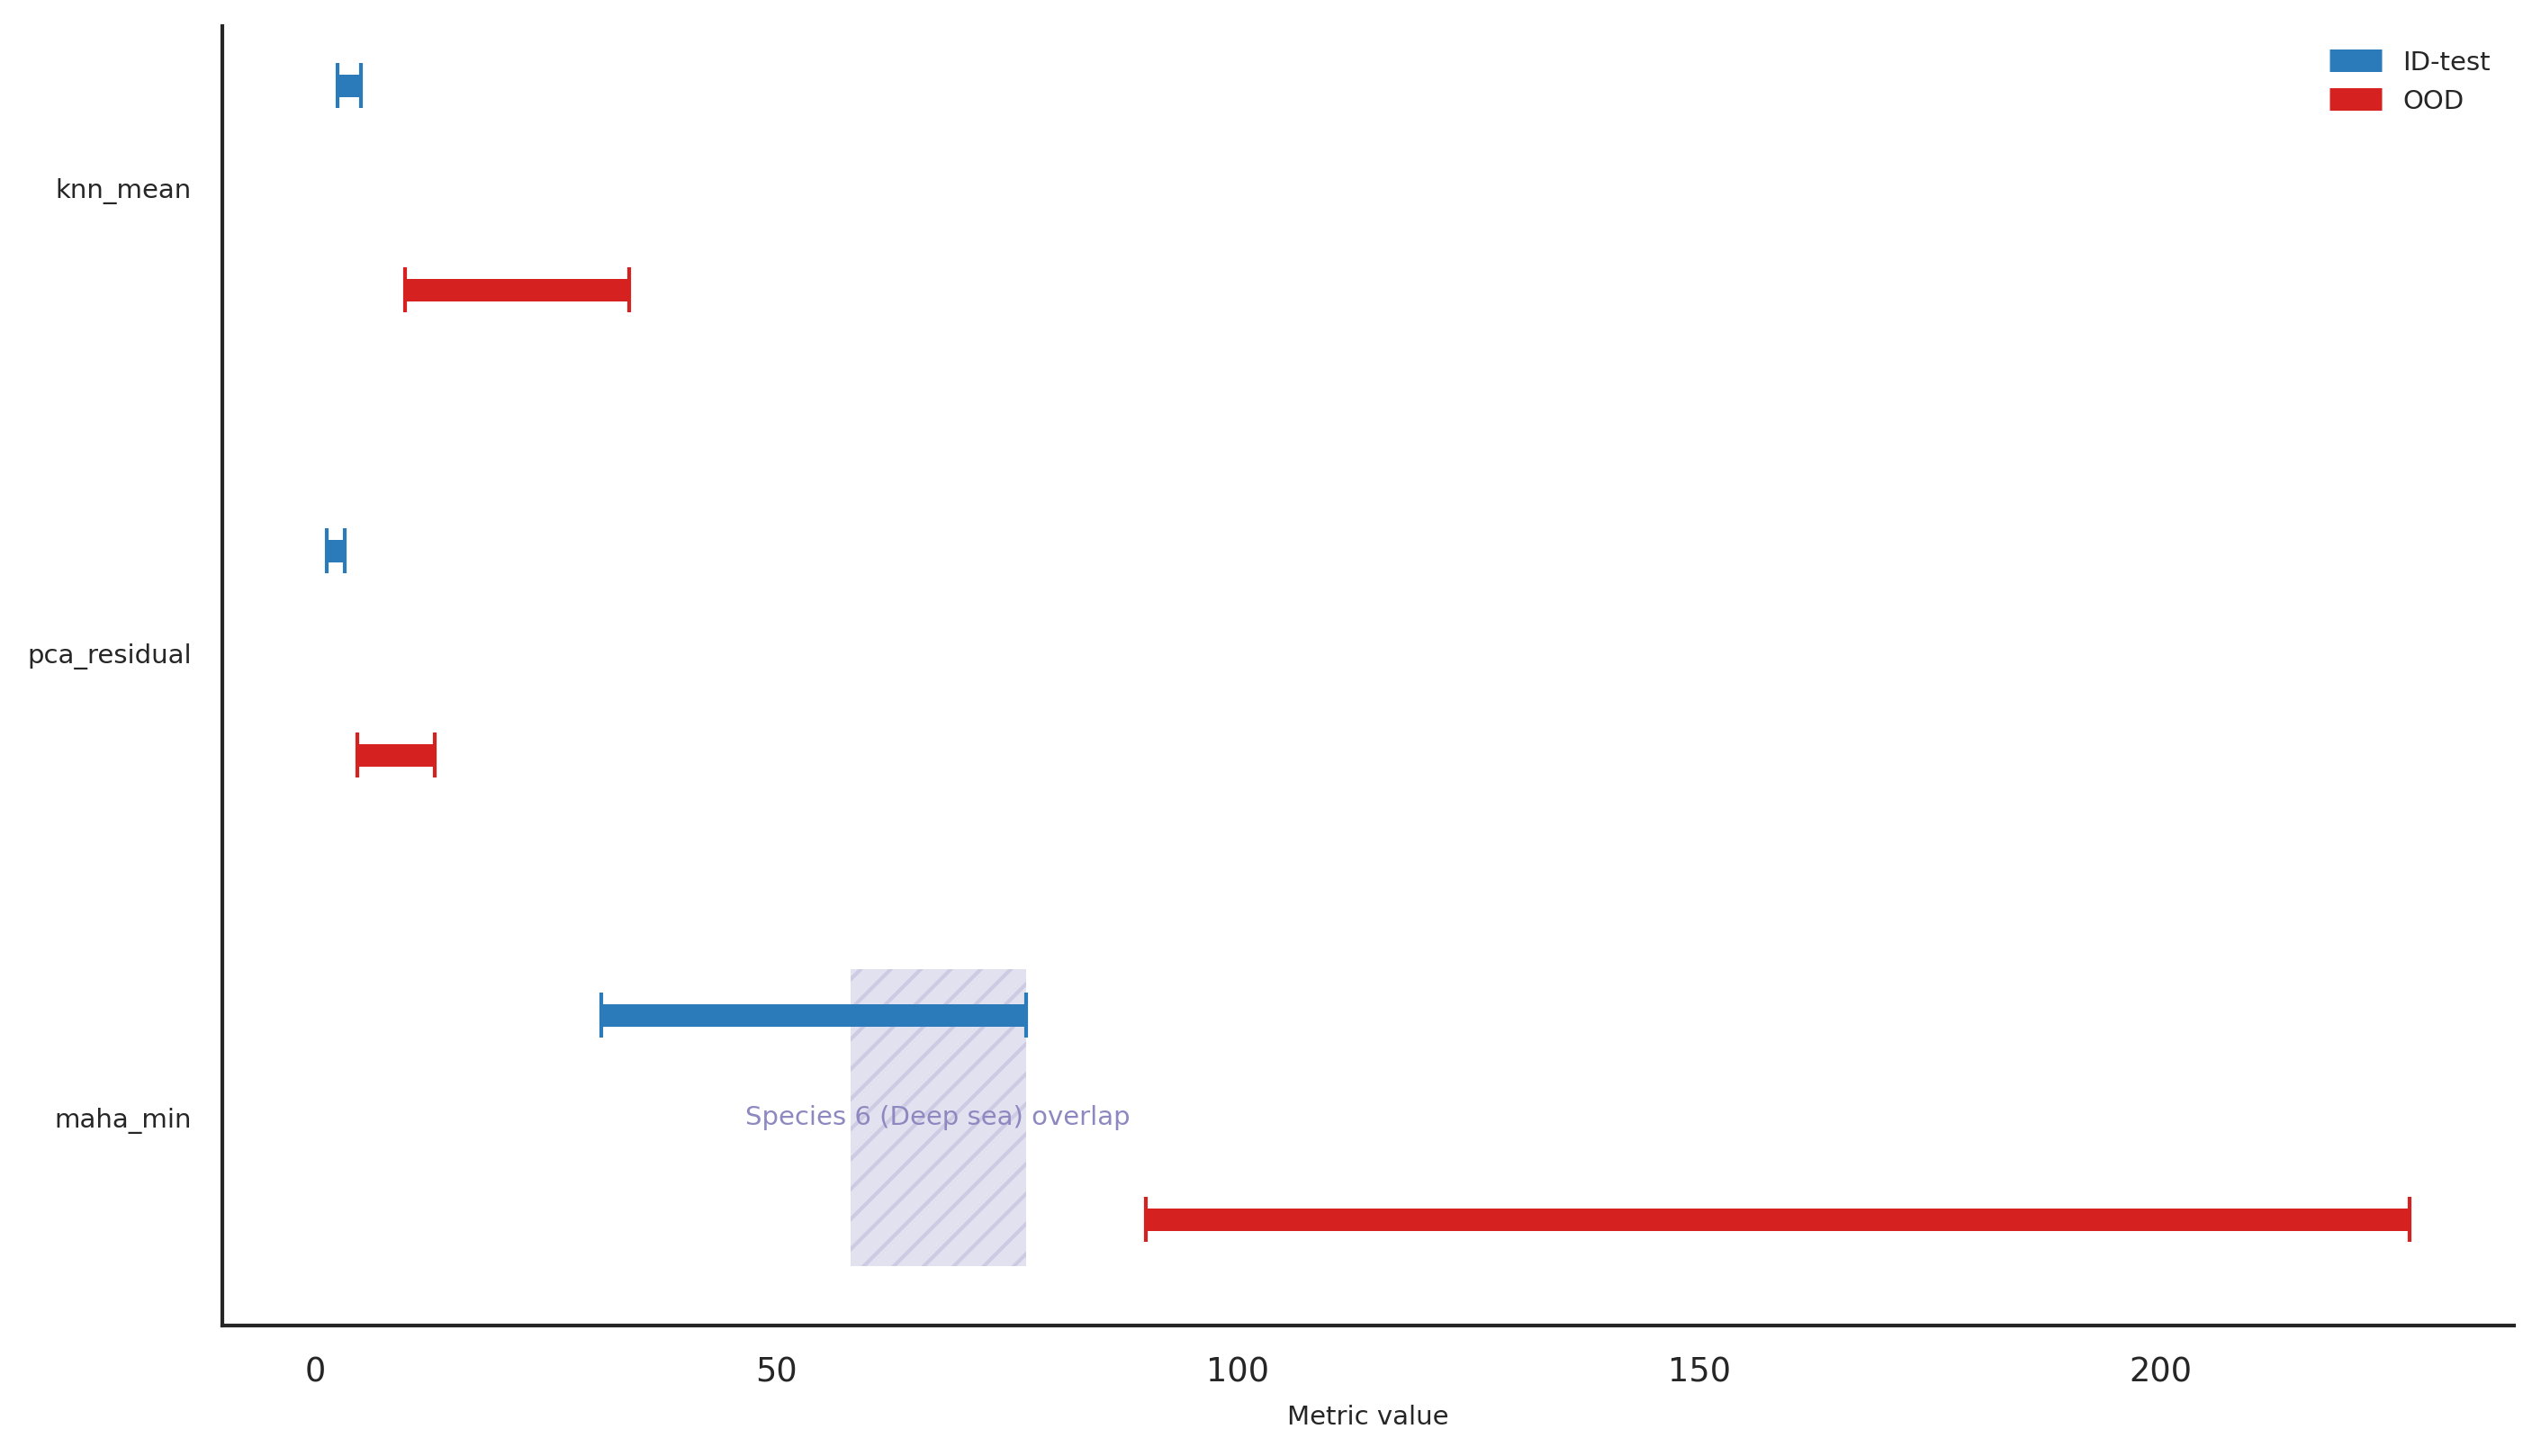 ID-test
OOD
knn_mean
pca_residual
maha_min
Species 6 (Deep sea) overlap
0 50 100 150 200
Metric value